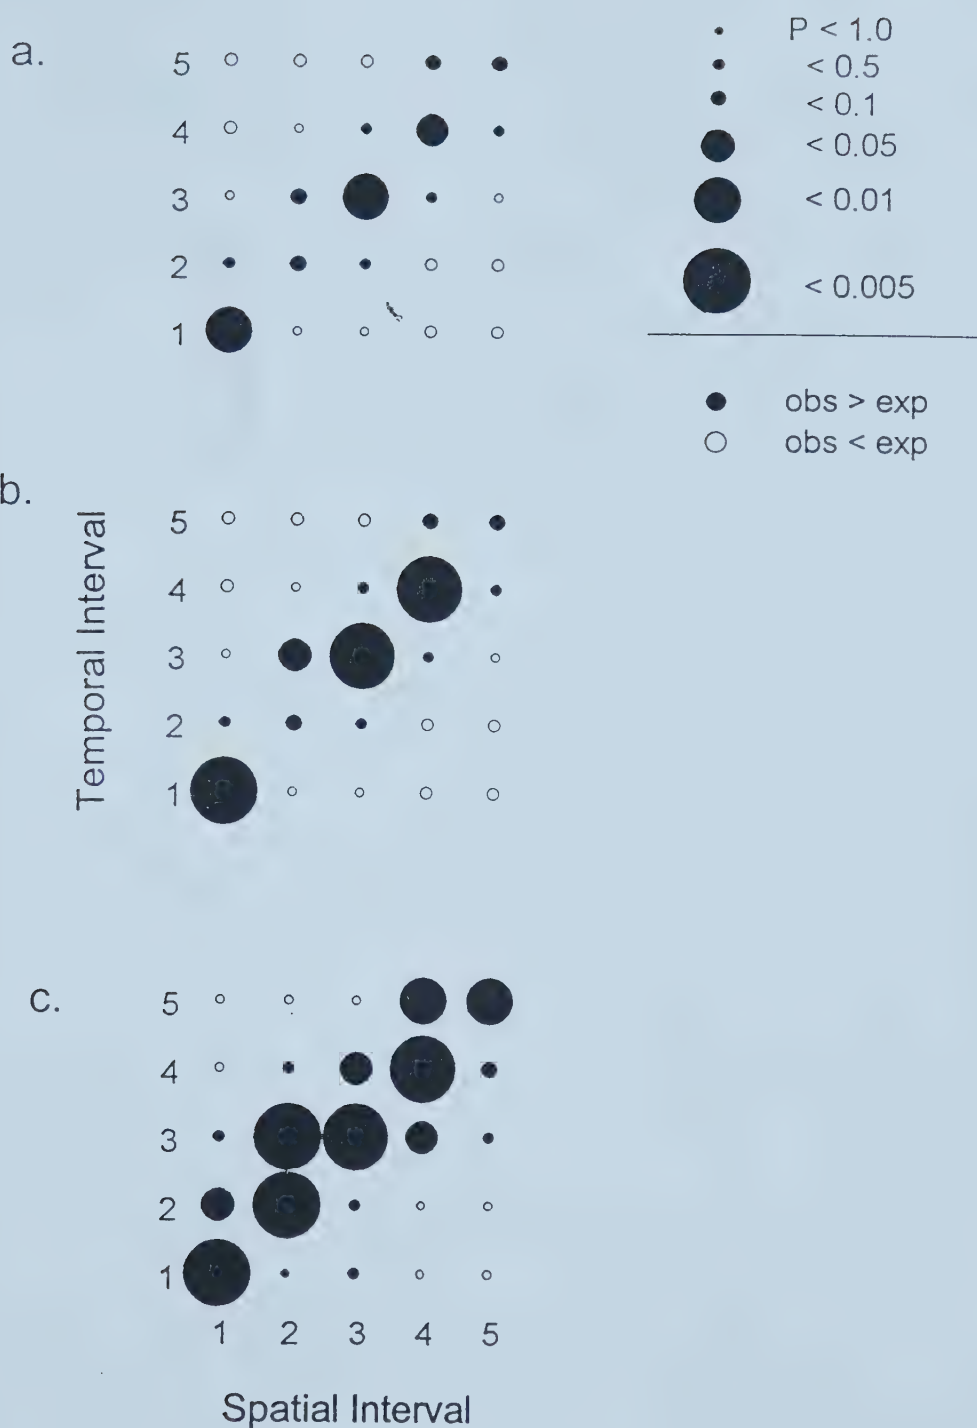 a.
5
4
3
2
1
P < 1.0
< 0.5
< 0.1
< 0.05
< 0.01
< 0.005
obs > exp
obs < exp
b.
Temporal Interval
5
4
3
2
1
c.
5
4
3
2
1
1 2 3 4 5
Spatial Interval